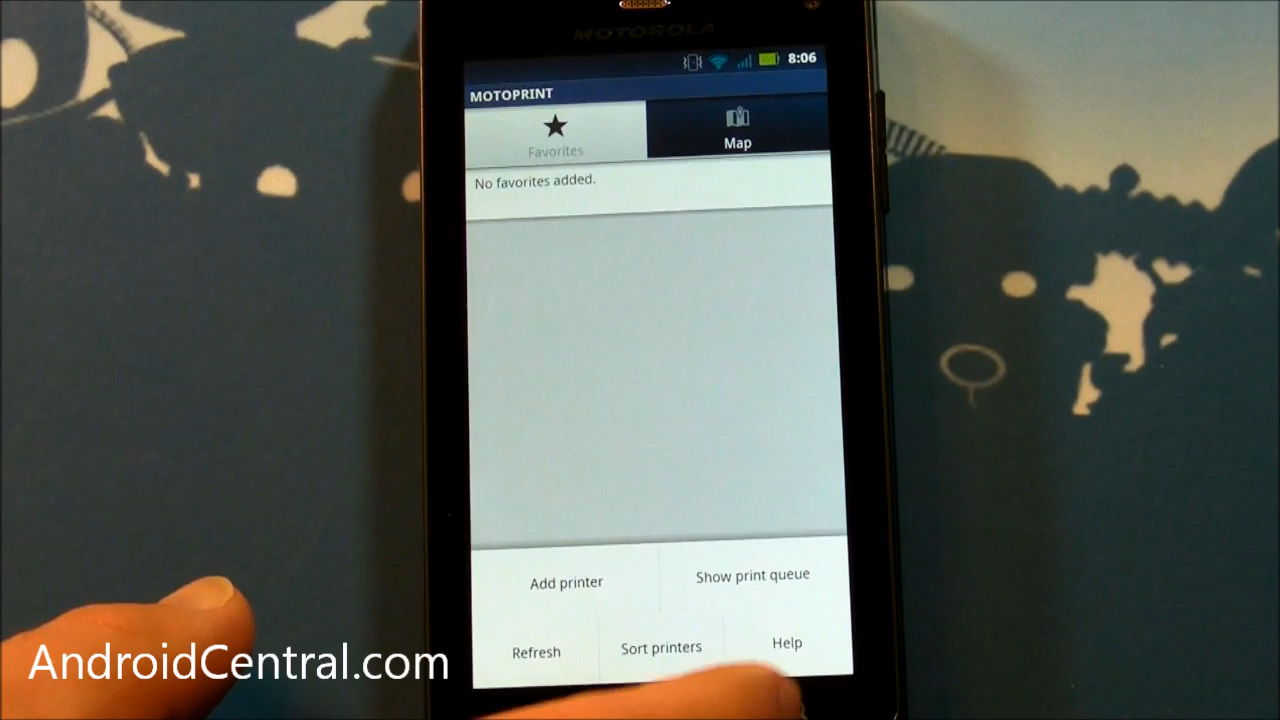 MOTOROLA
8:06
MOTOPRINT
Favorites
Map
No favorites added.
Add printer
Show print queue
Refresh
Sort printers
Help
AndroidCentral.com